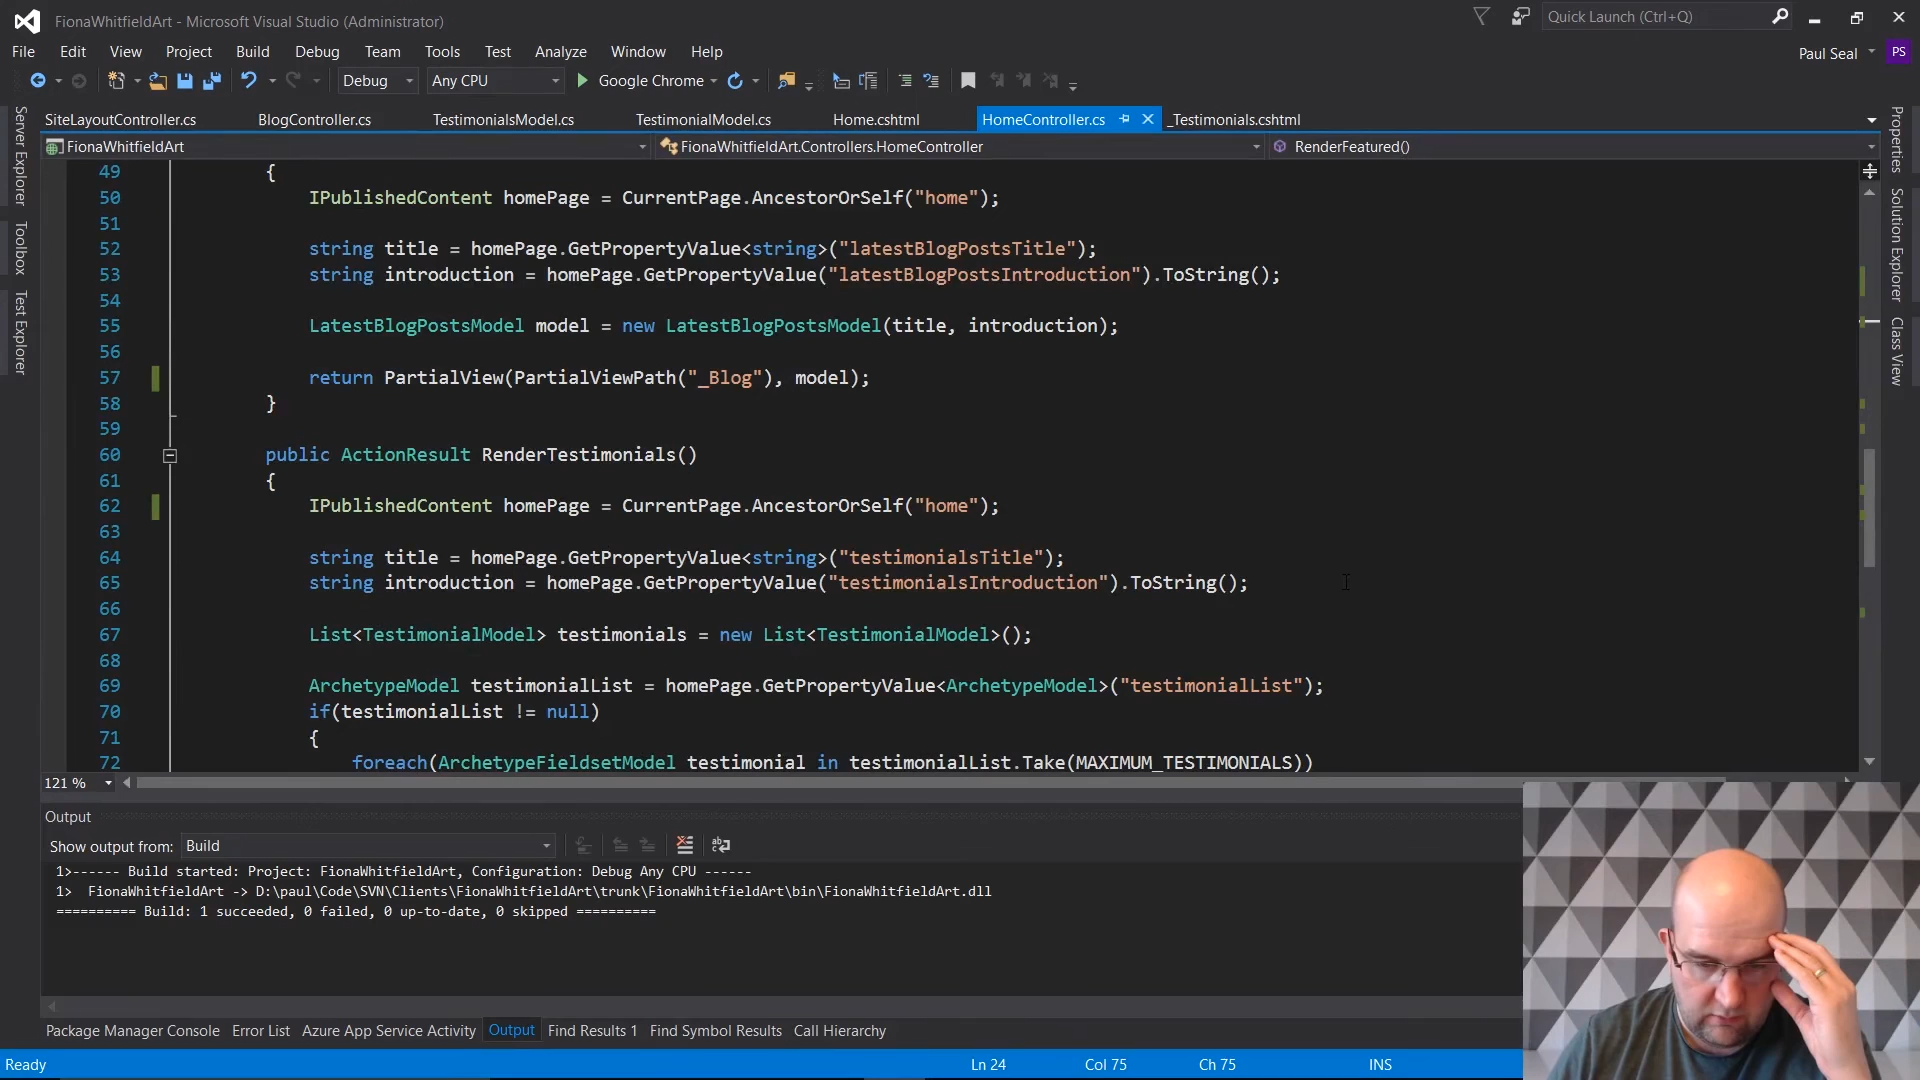 FionaWhitfieldArt - Microsoft Visual Studio (Administrator)
Quick Launch (Ctrl+Q)
File Edit View Project Build Debug Team Tools Test Analyze Window Help
Paul Seal PS
Debug Any CPU Google Chrome
SiteLayoutController.cs BlogController.cs TestimonialsModel.cs TestimonialModel.cs Home.cshtml HomeController.cs _Testimonials.cshtml
FionaWhitfieldArt FionaWhitfieldArt.Controllers.HomeController RenderFeatured()
Server Explorer
Toolbox
Test Explorer
49 {
50 IPublishedContent homePage = CurrentPage.AncestorOrSelf("home");
51
52 string title = homePage.GetPropertyValue<string>("latestBlogPostsTitle");
53 string introduction = homePage.GetPropertyValue("latestBlogPostsIntroduction").ToString();
54
55 LatestBlogPostsModel model = new LatestBlogPostsModel(title, introduction);
56
57 return PartialView(PartialViewPath("_Blog"), model);
58 }
59
60 public ActionResult RenderTestimonials()
61 {
62 IPublishedContent homePage = CurrentPage.AncestorOrSelf("home");
63
64 string title = homePage.GetPropertyValue<string>("testimonialsTitle");
65 string introduction = homePage.GetPropertyValue("testimonialsIntroduction").ToString();
66
67 List<TestimonialModel> testimonials = new List<TestimonialModel>();
68
69 ArchetypeModel testimonialList = homePage.GetPropertyValue<ArchetypeModel>("testimonialList");
70 if(testimonialList != null)
71 {
72 foreach(ArchetypeFieldsetModel testimonial in testimonialList.Take(MAXIMUM_TESTIMONIALS))
Properties
Solution Explorer
Class View
121 %
Output
Show output from: Build
1>------ Build started: Project: FionaWhitfieldArt, Configuration: Debug Any CPU ------
1> FionaWhitfieldArt -> D:\paul\Code\SVN\Clients\FionaWhitfieldArt\trunk\FionaWhitfieldArt\bin\FionaWhitfieldArt.dll
========== Build: 1 succeeded, 0 failed, 0 up-to-date, 0 skipped ==========
Package Manager Console Error List Azure App Service Activity Output Find Results 1 Find Symbol Results Call Hierarchy
Ready Ln 24 Col 75 Ch 75 INS